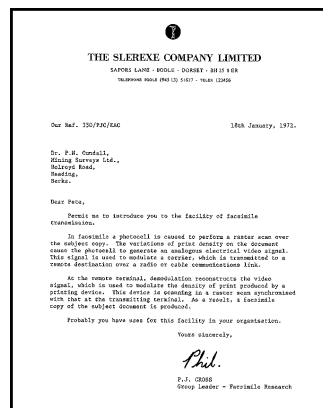 THE SLEREXE COMPANY LIMITED
SAPORS LANE - BOOLE - DORSET - BH 25 8 ER
TELEPHONE BOOLE (945 13) 51617 - TELEX 123456
Our Ref. 350/PJC/EAC 18th January, 1972.
Dr. P.N. Cundall,
Mining Surveys Ltd.,
Holroyd Road,
Reading,
Berks.
Dear Pete,
Permit me to introduce you to the facility of facsimile
transmission.
In facsimile a photocell is caused to perform a raster scan over
the subject copy. The variations of print density on the document
cause the photocell to generate an analogous electrical video signal.
This signal is used to modulate a carrier, which is transmitted to a
remote destination over a radio or cable communications link.
At the remote terminal, demodulation reconstructs the video
signal, which is used to modulate the density of print produced by a
printing device. This device is scanning in a raster scan synchronised
with that at the transmitting terminal. As a result, a facsimile
copy of the subject document is produced.
Probably you have uses for this facility in your organisation.
Yours sincerely,
Phil.
P.J. CROSS
Group Leader - Facsimile Research